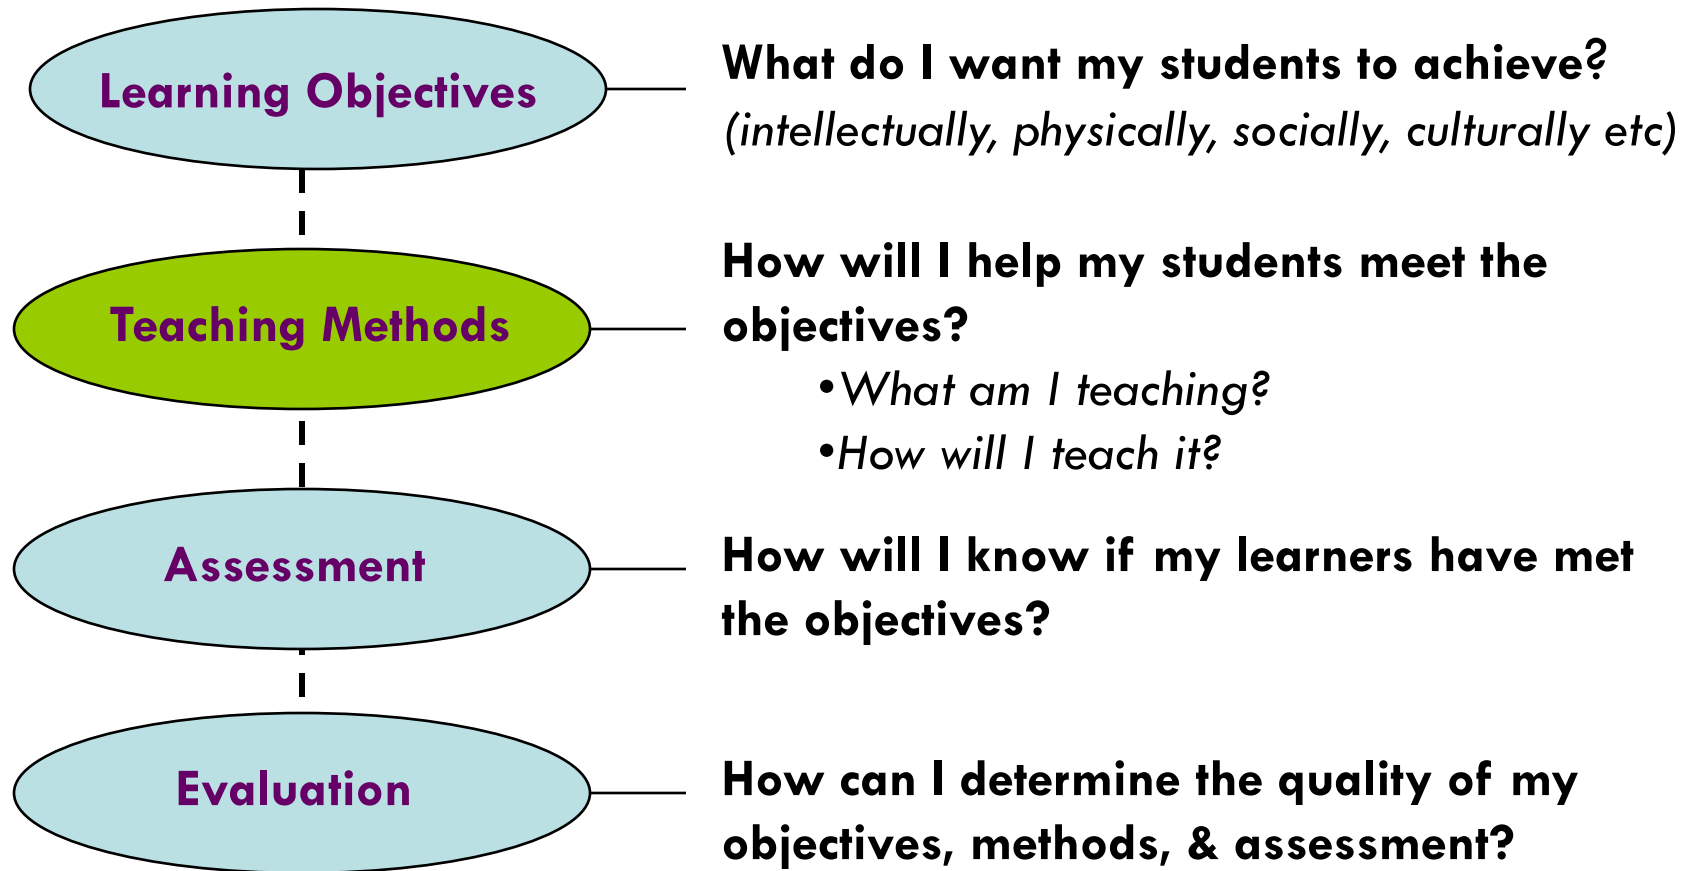 Learning Objectives
What do I want my students to achieve?
(intellectually, physically, socially, culturally etc)
Teaching Methods
How will I help my students meet the
objectives?
•What am I teaching?
•How will I teach it?
Assessment
How will I know if my learners have met
the objectives?
Evaluation
How can I determine the quality of my
objectives, methods, & assessment?